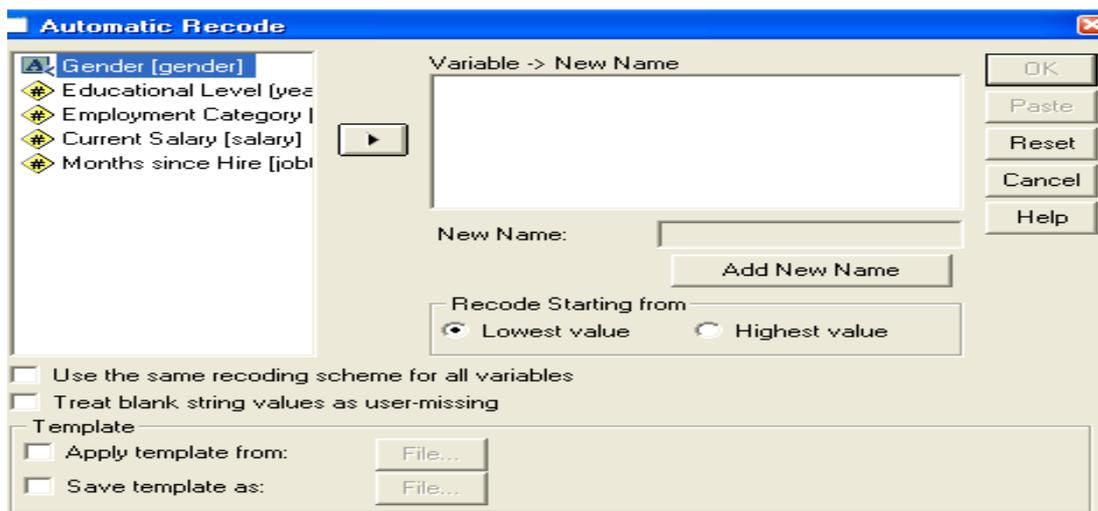 Automatic Recode
Gender [gender]
Educational Level (yea
Employment Category [
Current Salary [salary]
Months since Hire [jobt
Variable -> New Name
New Name:
Add New Name
Recode Starting from
Lowest value
Highest value
OK
Paste
Reset
Cancel
Help
Use the same recoding scheme for all variables
Treat blank string values as user-missing
Template
Apply template from:
File...
Save template as:
File...